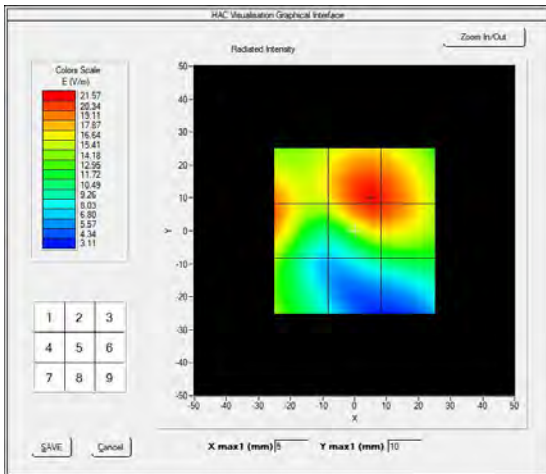 HAC Visualisation Graphical Interface
Zoom In/Out
Radiated Intensity
Colors Scale
E (V/m)
21.57
20.34
19.11
17.87
16.64
15.41
14.18
12.95
11.72
10.49
9.26
8.03
6.80
5.57
4.34
3.11
50
40
30
20
10
0
-10
-20
-30
-40
-50
Y
-50 -40 -30 -20 -10 0 10 20 30 40 50
X
1 2 3
4 5 6
7 8 9
SAVE Cancel
X max1 (mm) 5 Y max1 (mm) 10